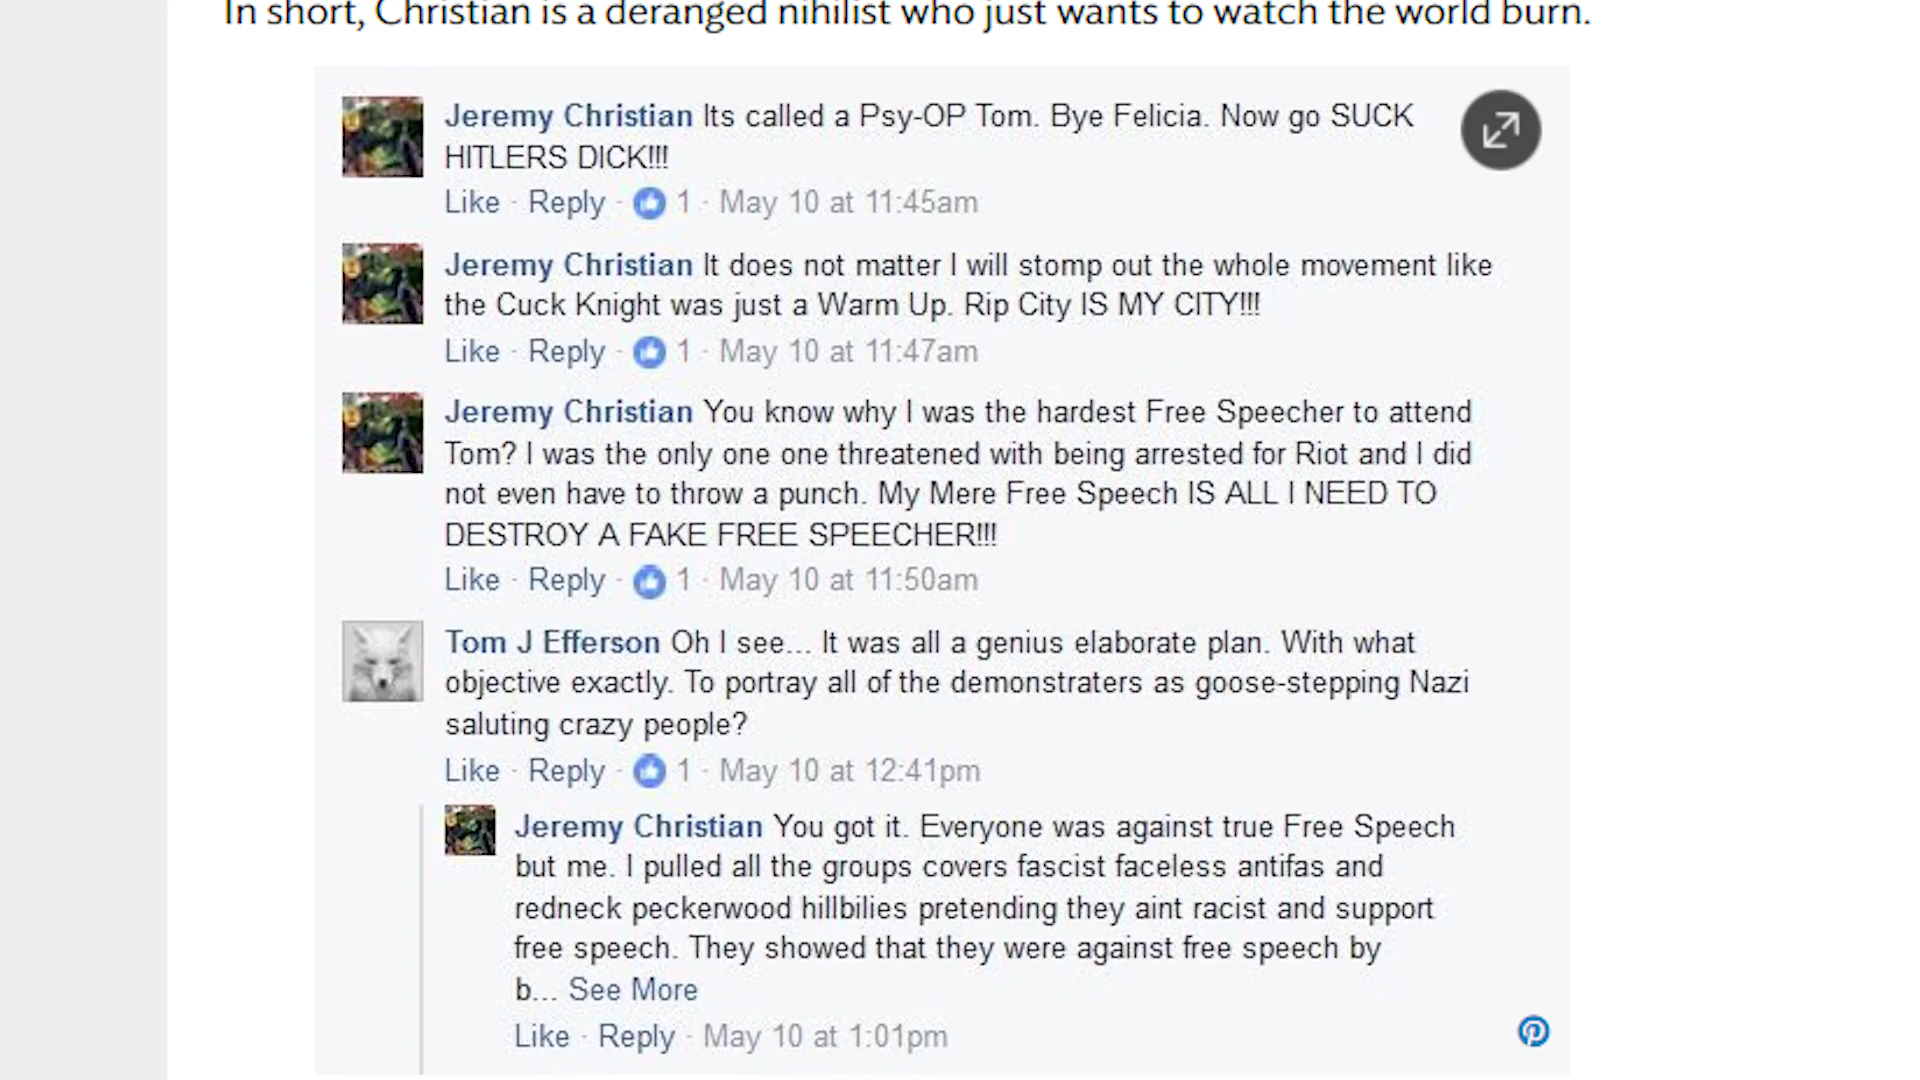 In short, Christian is a deranged nihilist who just wants to watch the world burn.
Jeremy Christian Its called a Psy-OP Tom. Bye Felicia. Now go SUCK
HITLERS DICK!!!
Like · Reply · 1 · May 10 at 11:45am
Jeremy Christian It does not matter I will stomp out the whole movement like
the Cuck Knight was just a Warm Up. Rip City IS MY CITY!!!
Like · Reply · 1 · May 10 at 11:47am
Jeremy Christian You know why I was the hardest Free Speecher to attend
Tom? I was the only one one threatened with being arrested for Riot and I did
not even have to throw a punch. My Mere Free Speech IS ALL I NEED TO
DESTROY A FAKE FREE SPEECHER!!!
Like · Reply · 1 · May 10 at 11:50am
Tom J Efferson Oh I see... It was all a genius elaborate plan. With what
objective exactly. To portray all of the demonstraters as goose-stepping Nazi
saluting crazy people?
Like · Reply · 1 · May 10 at 12:41pm
Jeremy Christian You got it. Everyone was against true Free Speech
but me. I pulled all the groups covers fascist faceless antifas and
redneck peckerwood hillbilies pretending they aint racist and support
free speech. They showed that they were against free speech by
b... See More
Like · Reply · May 10 at 1:01pm